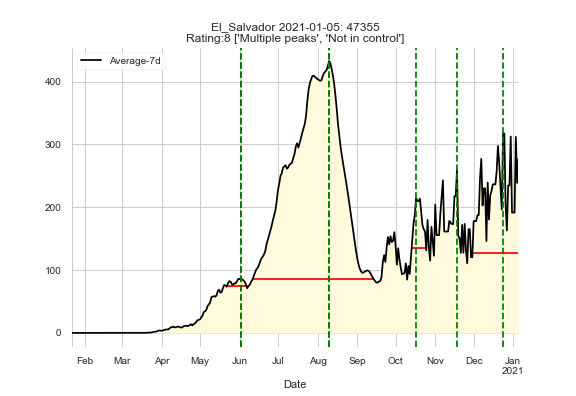 El_Salvador 2021-01-05: 47355
Rating:8 ['Multiple peaks', 'Not in control']
Average-7d
400
300
200
100
0
Feb Mar Apr May Jun Jul Aug Sep Oct Nov Dec Jan
2021
Date